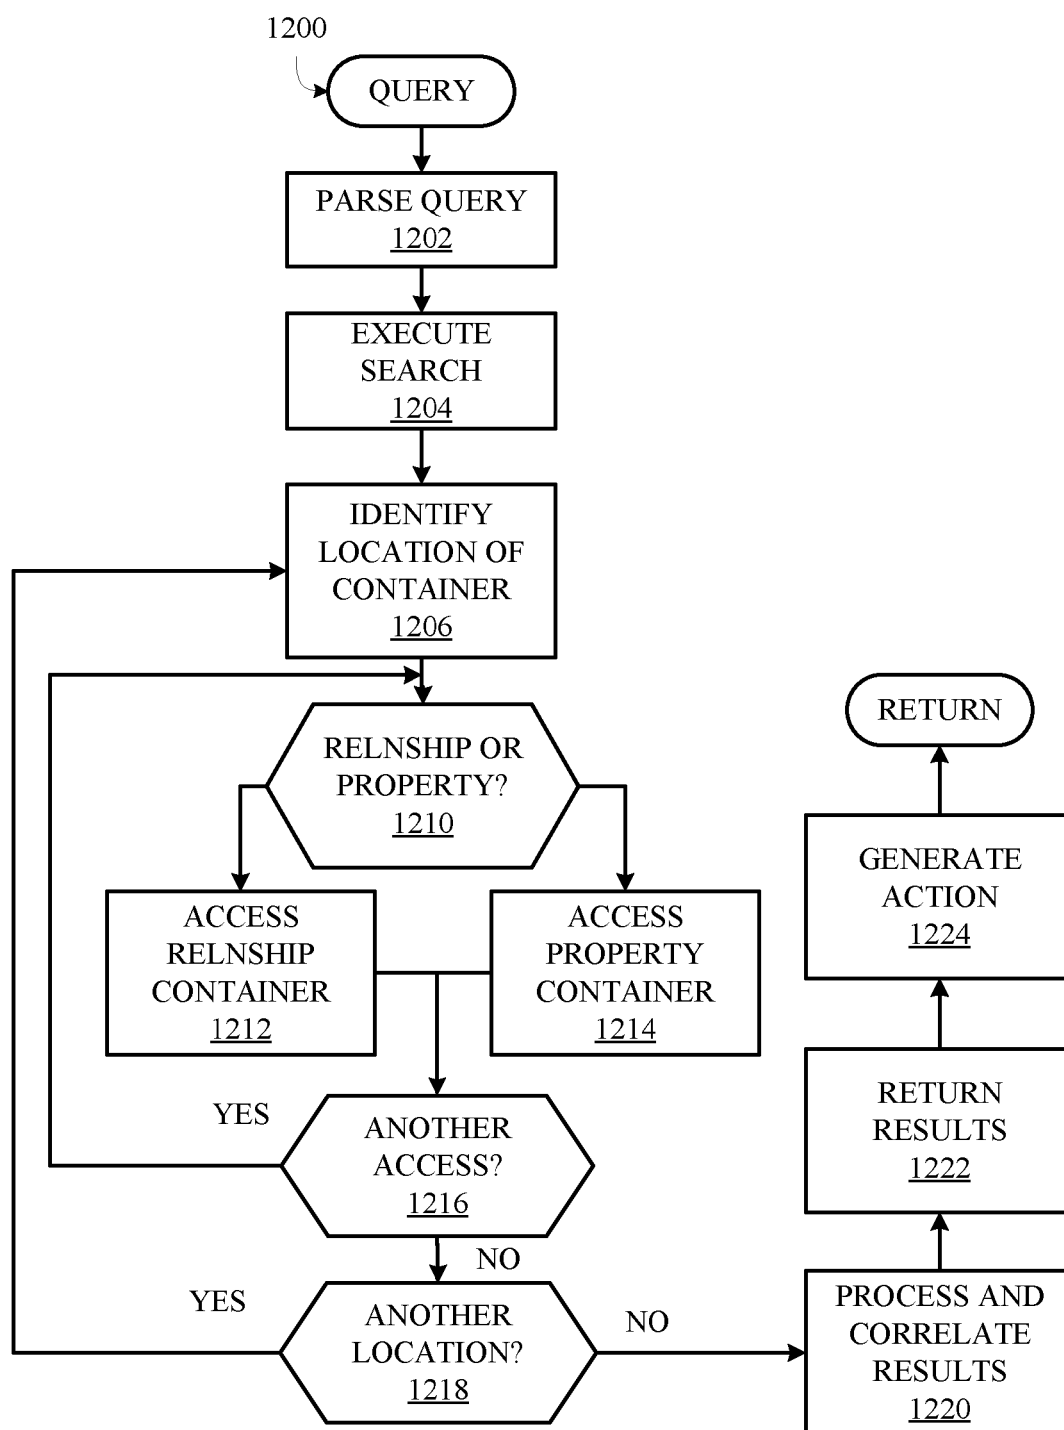 1200
QUERY
PARSE QUERY
1202
EXECUTE
SEARCH
1204
IDENTIFY
LOCATION OF
CONTAINER
1206
RELNSHIP OR
PROPERTY?
1210
ACCESS
RELNSHIP
CONTAINER
1212
ACCESS
PROPERTY
CONTAINER
1214
YES
ANOTHER
ACCESS?
1216
NO
YES
ANOTHER
LOCATION?
1218
NO
PROCESS AND
CORRELATE
RESULTS
1220
RETURN
RESULTS
1222
GENERATE
ACTION
1224
RETURN